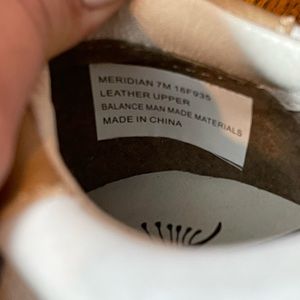 MERIDIAN 7M 16F935
LEATHER UPPER
BALANCE MAN MADE MATERIALS
MADE IN CHINA